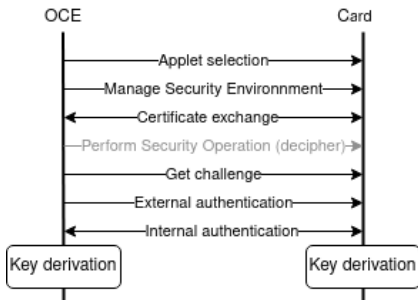 OCE Card
Applet selection
Manage Security Environnment
Certificate exchange
Perform Security Operation (decipher)
Get challenge
External authentication
Internal authentication
Key derivation Key derivation